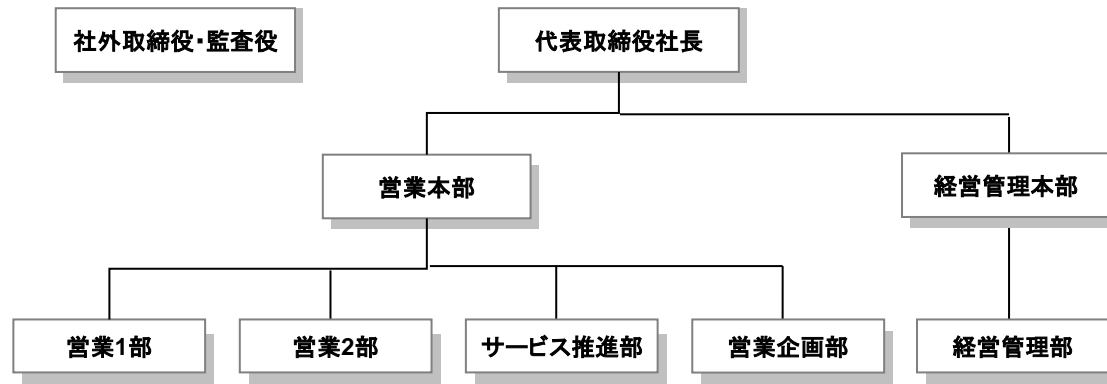 社外取締役・監査役
代表取締役社長
営業本部
経営管理本部
営業1部
営業2部
サービス推進部
営業企画部
経営管理部